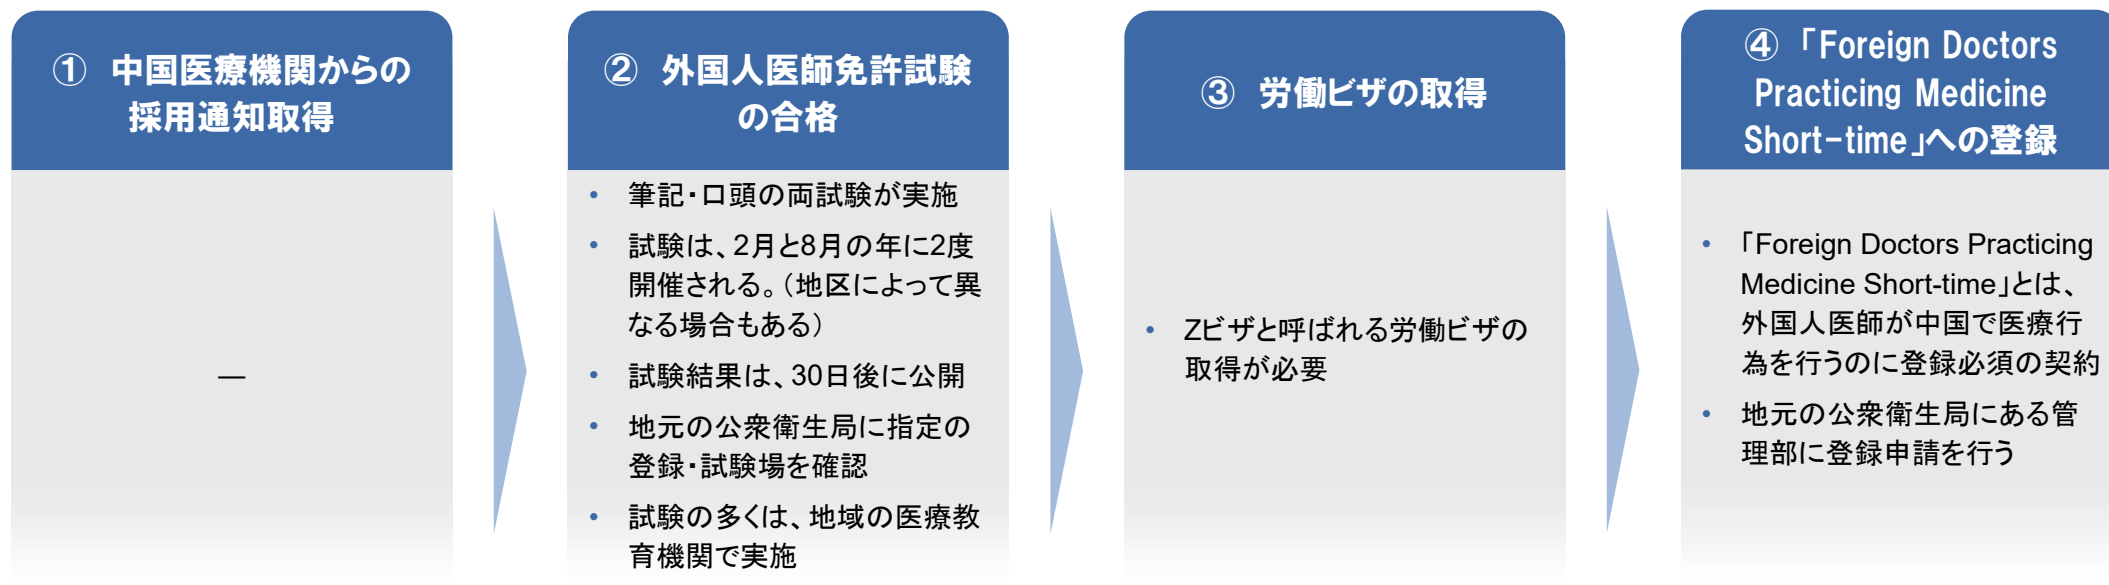 ① 中国医療機関からの
採用通知取得
―
② 外国人医師免許試験
の合格
• 筆記・口頭の両試験が実施
• 試験は、2月と8月の年に2度
開催される。（地区によって異
なる場合もある）
• 試験結果は、30日後に公開
• 地元の公衆衛生局に指定の
登録・試験場を確認
• 試験の多くは、地域の医療教
育機関で実施
③ 労働ビザの取得
• Zビザと呼ばれる労働ビザの
取得が必要
④ 「Foreign Doctors
Practicing Medicine
Short-time」への登録
• 「Foreign Doctors Practicing
Medicine Short-time」とは、
外国人医師が中国で医療行
為を行うのに登録必須の契約
• 地元の公衆衛生局にある管
理部に登録申請を行う